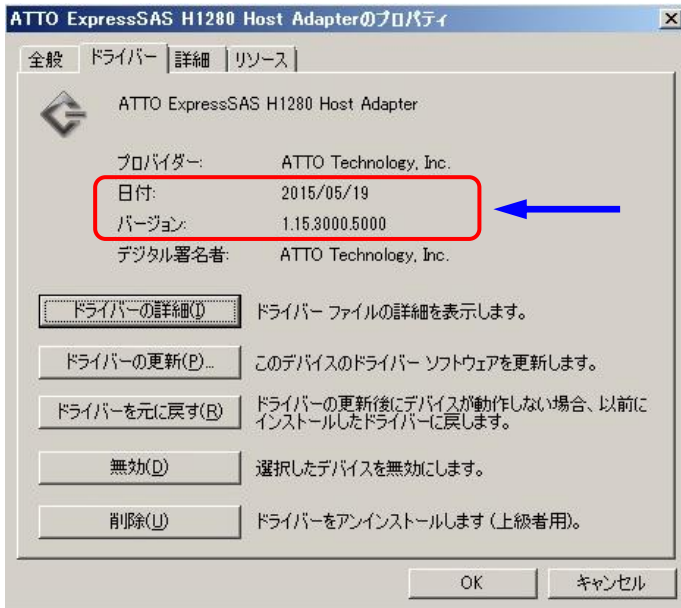 ATTO ExpressSAS H1280 Host Adapterのプロパティ
全般 ドライバー 詳細 リソース
ATTO ExpressSAS H1280 Host Adapter
プロバイダー: ATTO Technology, Inc.
日付: 2015/05/19
バージョン: 1.15.3000.5000
デジタル署名者: ATTO Technology, Inc.
ドライバーの詳細(I) ドライバー ファイルの詳細を表示します。
ドライバーの更新(P)... このデバイスのドライバー ソフトウェアを更新します。
ドライバーを元に戻す(R) ドライバーの更新後にデバイスが動作しない場合、以前に
インストールしたドライバーに戻します。
無効(D) 選択したデバイスを無効にします。
削除(U) ドライバーをアンインストールします (上級者用)。
OK キャンセル